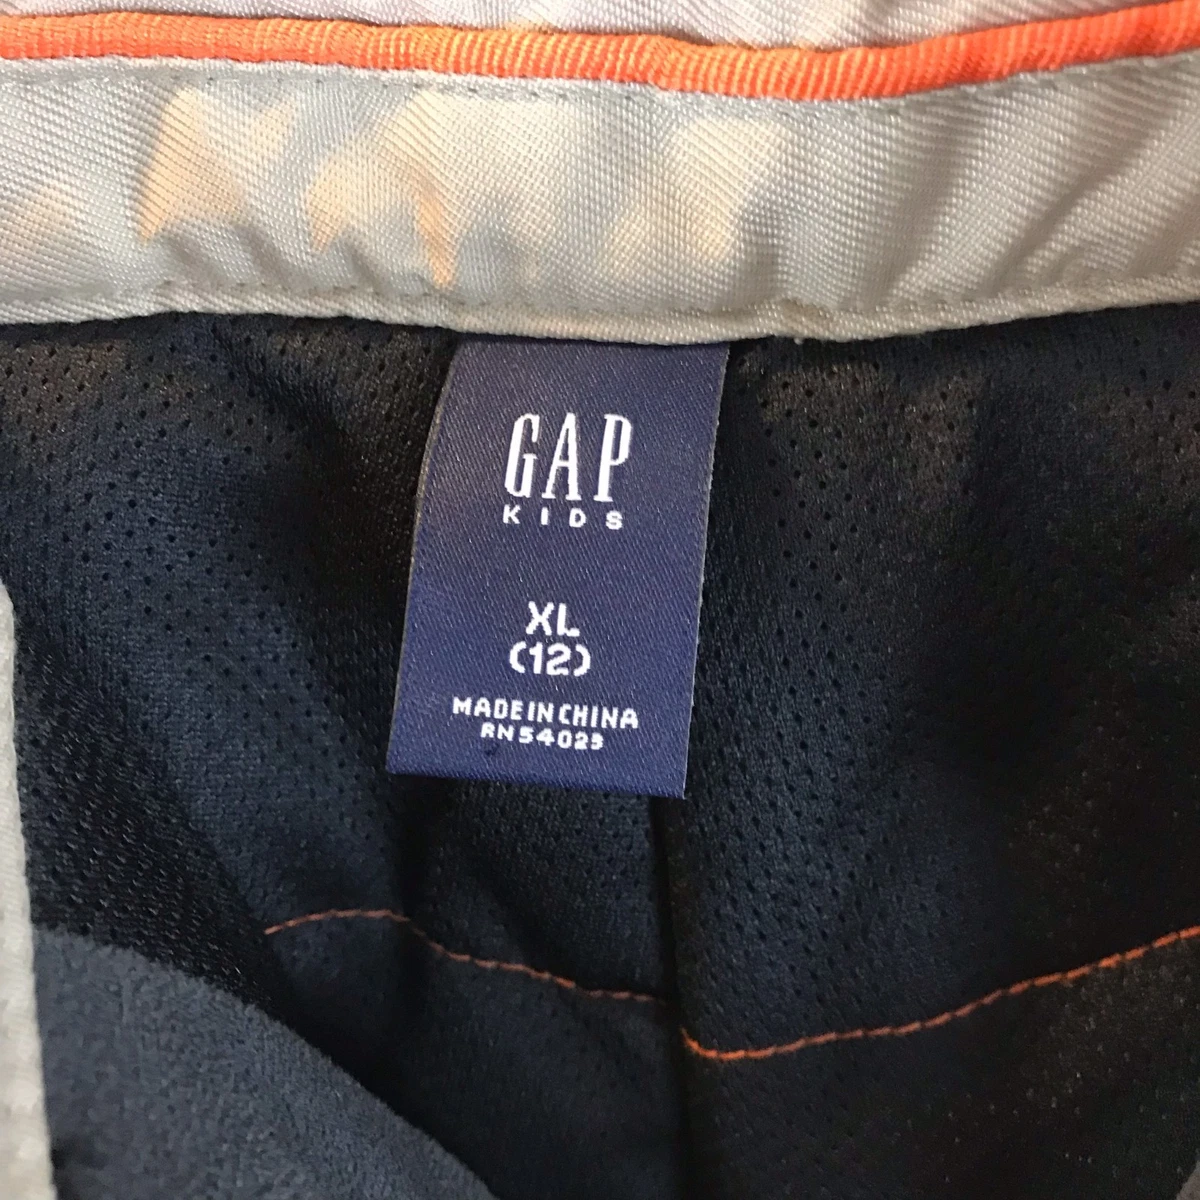 GAP
KIDS
XL
(12)
MADE IN CHINA
RN54023